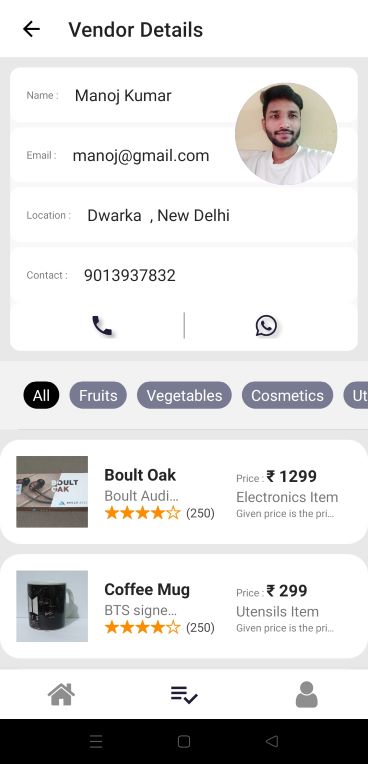 Vendor Details
Name : Manoj Kumar
Email : manoj@gmail.com
Location : Dwarka , New Delhi
Contact : 9013937832
All Fruits Vegetables Cosmetics Ut
BOULT
OAK
Boult Oak
Boult Audi...
(250)
Price : ₹ 1299
Electronics Item
Given price is the pri...
Coffee Mug
BTS signe...
(250)
Price : ₹ 299
Utensils Item
Given price is the pri...